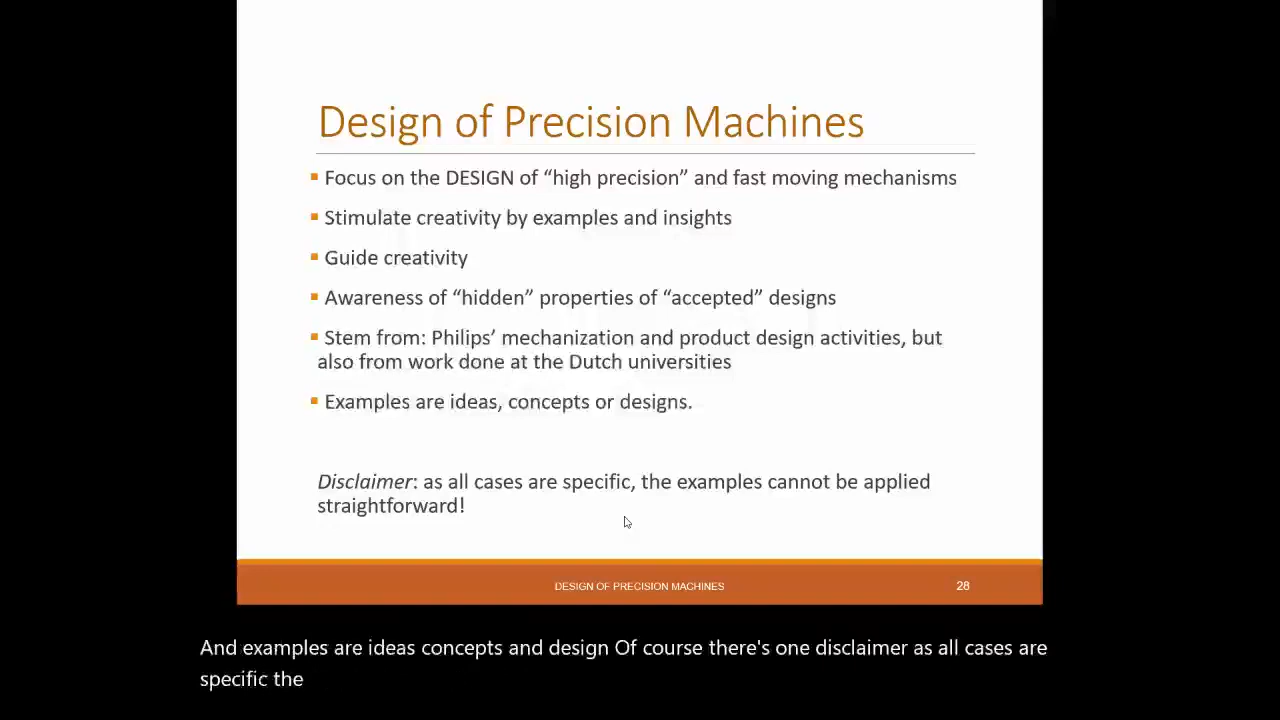 Design of Precision Machines
▪ Focus on the DESIGN of “high precision” and fast moving mechanisms
▪ Stimulate creativity by examples and insights
▪ Guide creativity
▪ Awareness of “hidden” properties of “accepted” designs
▪ Stem from: Philips’ mechanization and product design activities, but
also from work done at the Dutch universities
▪ Examples are ideas, concepts or designs.
Disclaimer: as all cases are specific, the examples cannot be applied
straightforward!
DESIGN OF PRECISION MACHINES 28
And examples are ideas concepts and design Of course there's one disclaimer as all cases are
specific the